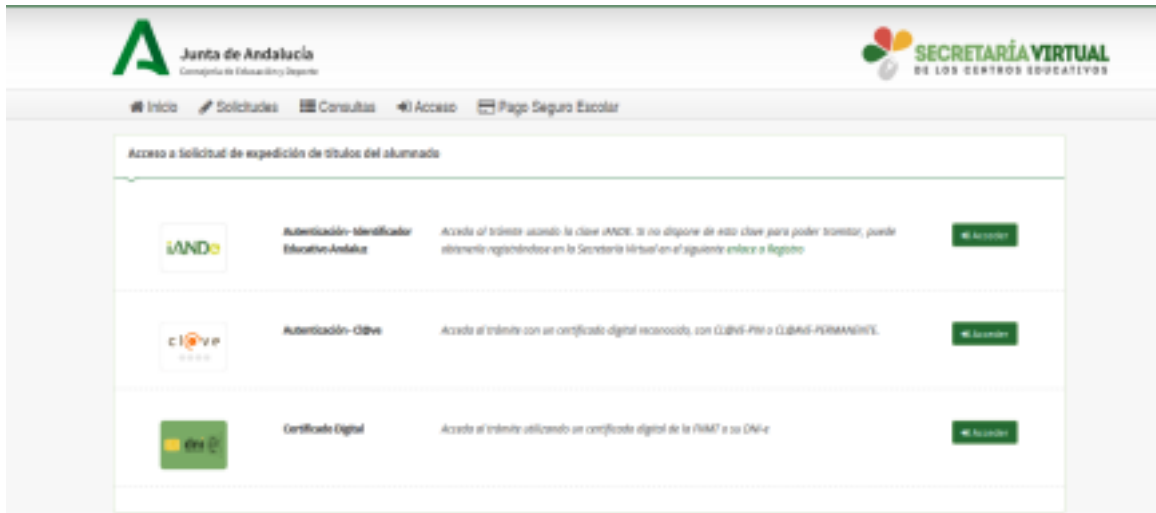 Junta de Andalucía
Consejería de Educación y Deporte
SECRETARÍA VIRTUAL
DE LOS CENTROS EDUCATIVOS
Inicio Solicitudes Consultas Acceso Pago Seguro Escolar
Acceso a Solicitud de expedición de títulos del alumnado
iANDe
Autenticación- Identificador
Educativo Andaluz
Acceda al trámite usando la clave iANDE. Si no dispone de esta clave para poder tramitar, puede
obtenerla registrándose en la Secretaría Virtual en el siguiente enlace a Registro
Acceder
cl@ve
Autenticación- Cl@ve
Acceda al trámite con un certificado digital reconocido, con CL@VE-PIN o CL@AVE-PERMANENTE.
Acceder
dni e
Certificado Digital
Acceda al trámite utilizando un certificado digital de la FNMT o su DNI-e
Acceder